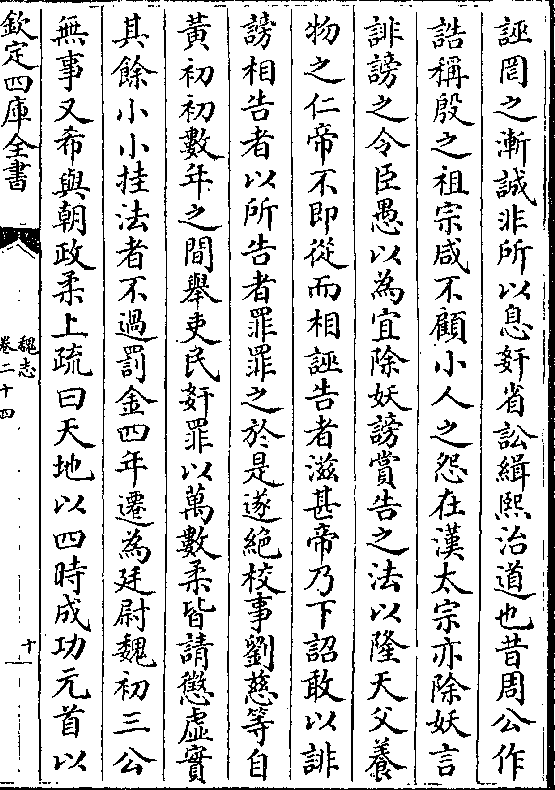 誣罔之漸誠非所以息姧省訟緝熙治道也昔周公作
誥稱殷之祖宗咸不顧小人之怨在漢太宗亦除妖言
誹謗之令臣愚以為宜除妖謗賞告之法以隆天父養
物之仁帝不即從而相誣告者滋甚帝乃下詔敢以誹
謗相告者以所告者罪罪之於是遂絶校事劉慈等自
黃初初數年之間舉吏民姧罪以萬數柔皆請懲虛實
其餘小小挂法者不過罰金四年遷為廷尉魏初三公
無事又希與朝政柔上疏曰天地以四時成功元首以
欽定四庫全書
魏志
卷二十四
十